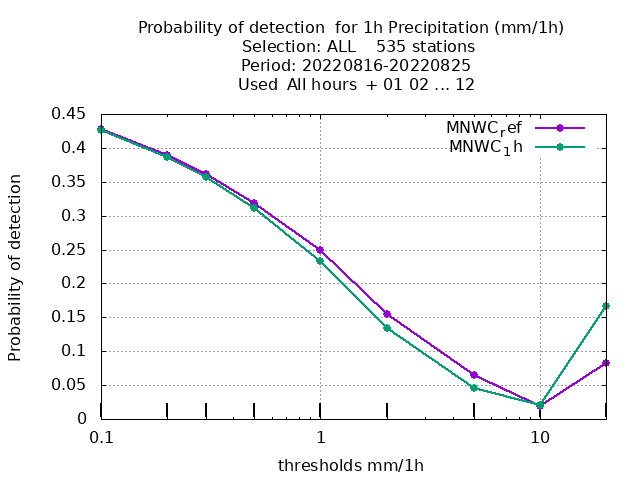 Probability of detection  for 1h Precipitation (mm/1h)
Selection: ALL    535 stations
Period: 20220816-20220825
Used  All hours  + 01 02 ... 12
MNWCref
MNWC1h
0.45
0.4
0.35
0.3
0.25
0.2
0.15
0.1
0.05
0
Probability of detection
0.1
1
10
thresholds mm/1h